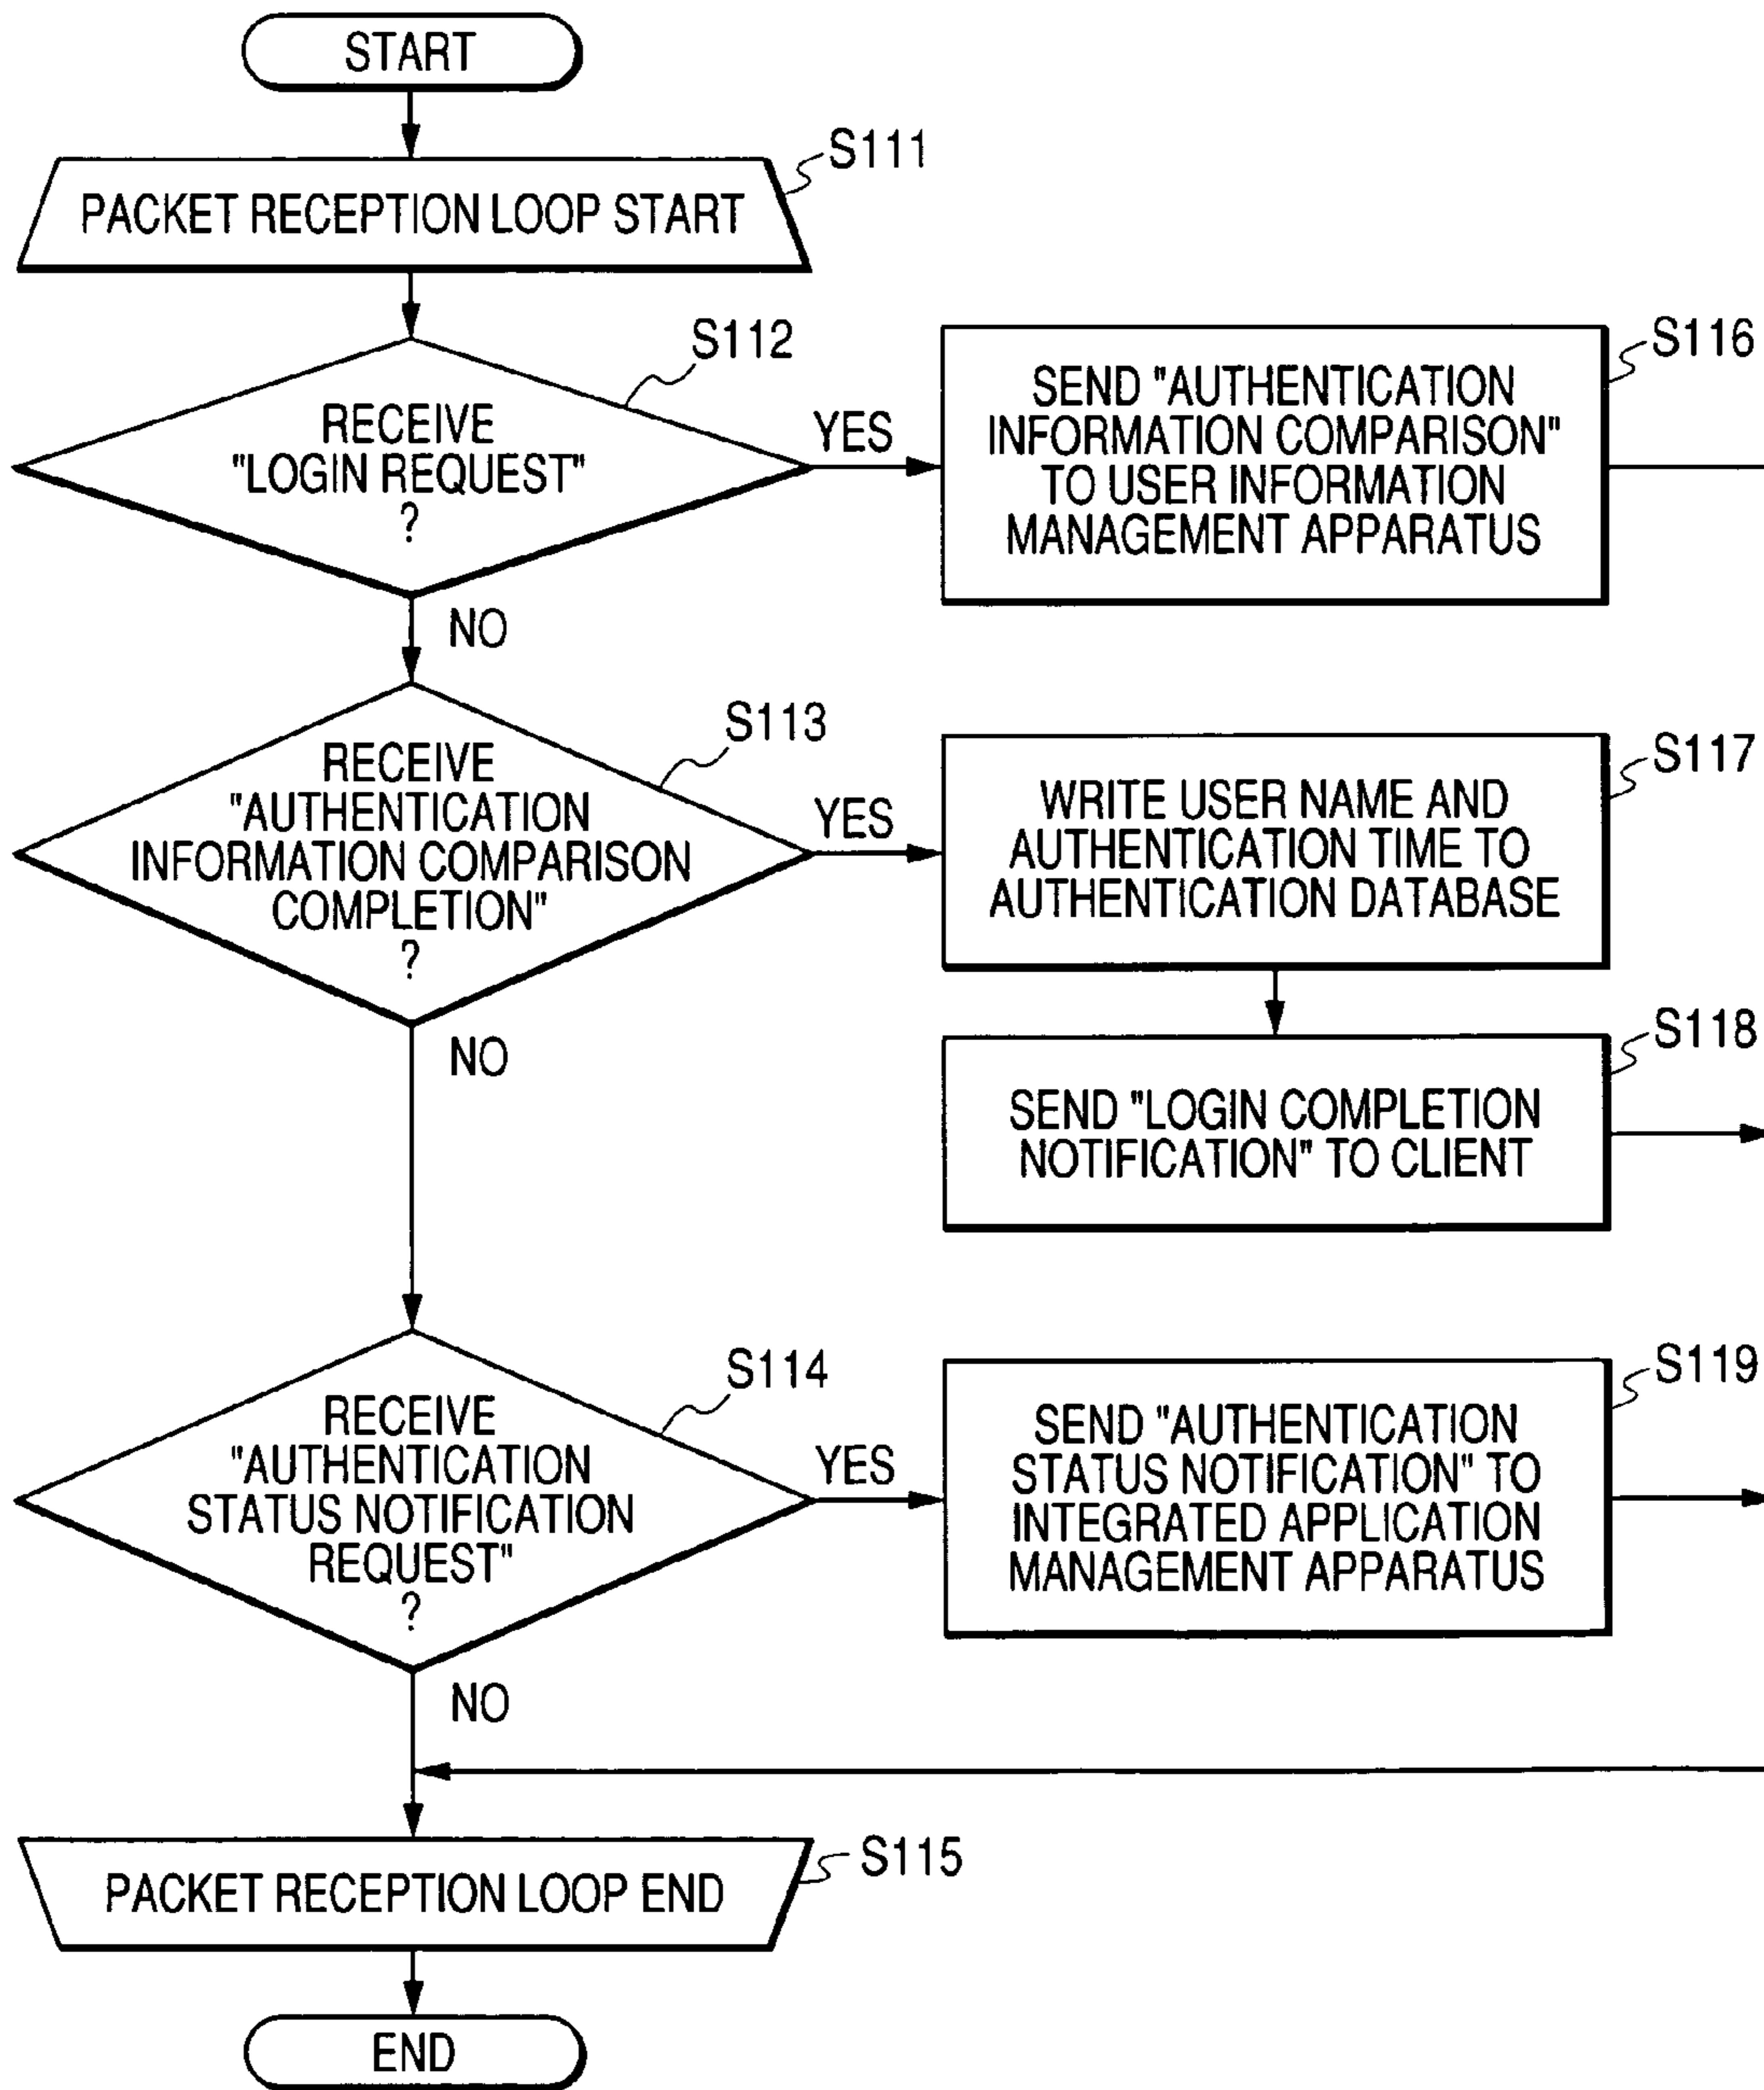 START
S111
PACKET RECEPTION LOOP START
S112
RECEIVE
"LOGIN REQUEST"
?
YES
NO
S116
SEND "AUTHENTICATION
INFORMATION COMPARISON"
TO USER INFORMATION
MANAGEMENT APPARATUS
S113
RECEIVE
"AUTHENTICATION
INFORMATION COMPARISON
COMPLETION"
?
YES
NO
S117
WRITE USER NAME AND
AUTHENTICATION TIME TO
AUTHENTICATION DATABASE
S118
SEND "LOGIN COMPLETION
NOTIFICATION" TO CLIENT
S114
RECEIVE
"AUTHENTICATION
STATUS NOTIFICATION
REQUEST"
?
YES
NO
S119
SEND "AUTHENTICATION
STATUS NOTIFICATION" TO
INTEGRATED APPLICATION
MANAGEMENT APPARATUS
S115
PACKET RECEPTION LOOP END
END